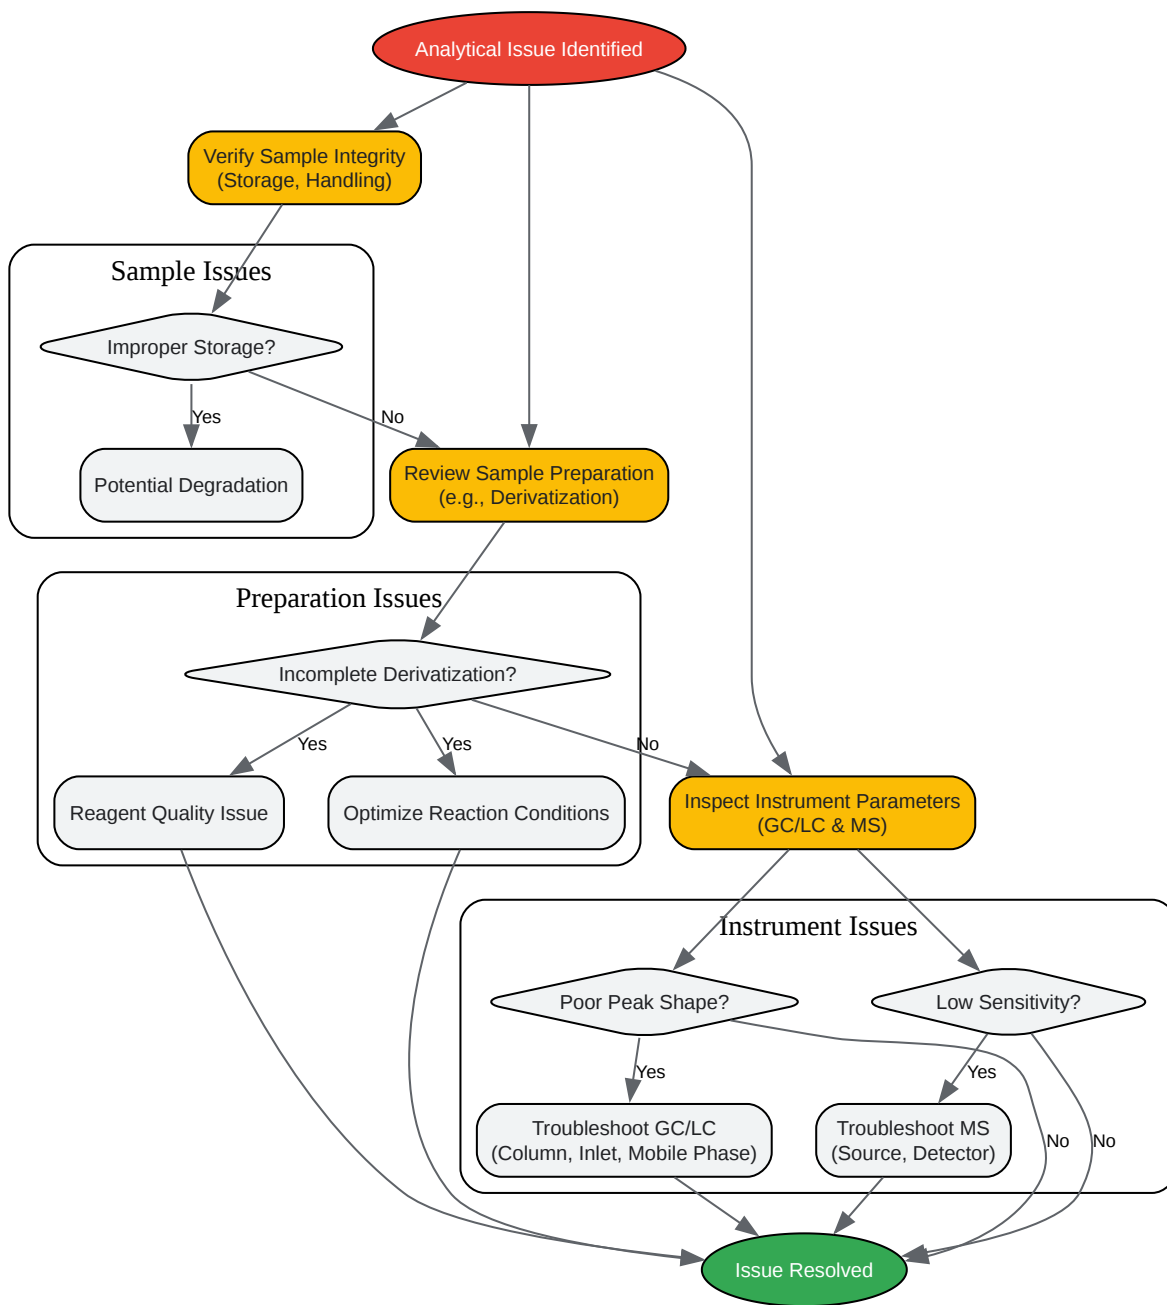 Analytical Issue Identified
Verify Sample Integrity
(Storage, Handling)
Sample Issues
Improper Storage?
Yes
No
Potential Degradation
Review Sample Preparation
(e.g., Derivatization)
Preparation Issues
Incomplete Derivatization?
Yes
Yes
No
Reagent Quality Issue
Optimize Reaction Conditions
Inspect Instrument Parameters
(GC/LC & MS)
Instrument Issues
Poor Peak Shape?
Low Sensitivity?
Yes
Yes
Troubleshoot GC/LC
(Column, Inlet, Mobile Phase)
Troubleshoot MS
(Source, Detector)
No
No
Issue Resolved